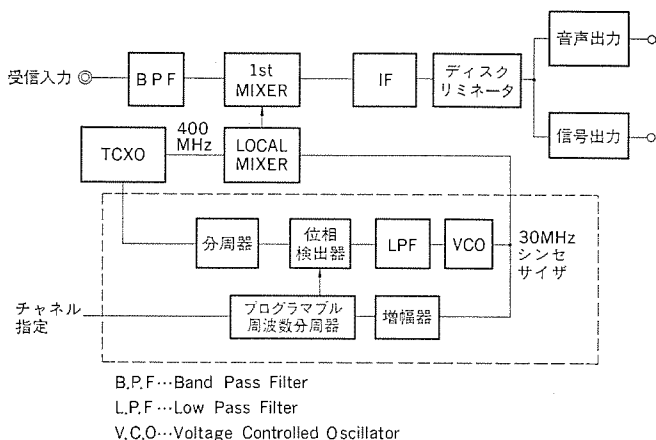 音声出力
受信入力
BPF
1st
MIXER
IF
ディスク
リミネータ
信号出力
TCXO
400
MHz
LOCAL
MIXER
分周器
位相
検出器
LPF
VCO
30MHz
シンセ
サイザ
チャネル
指定
プログラマブル
周波数分周器
増幅器
B.P.F…Band Pass Filter
L.P.F…Low Pass Filter
V.C.O…Voltage Controlled Oscillator